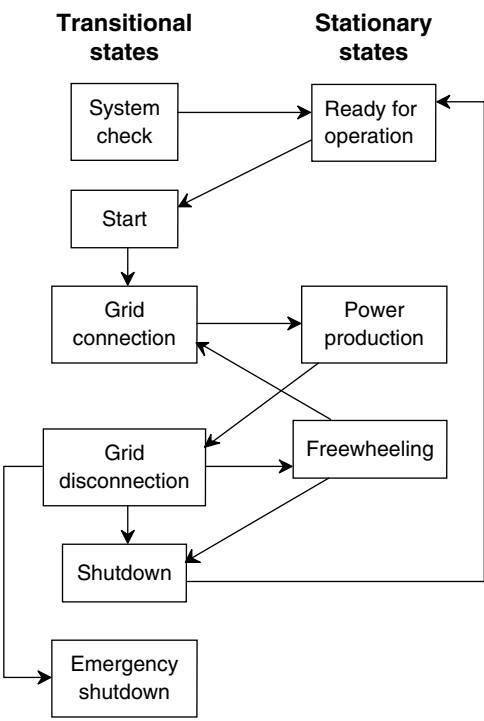 Transitional
states
Stationary
states
System
check
Ready for
operation
Start
Grid
connection
Power
production
Grid
disconnection
Freewheeling
Shutdown
Emergency
shutdown